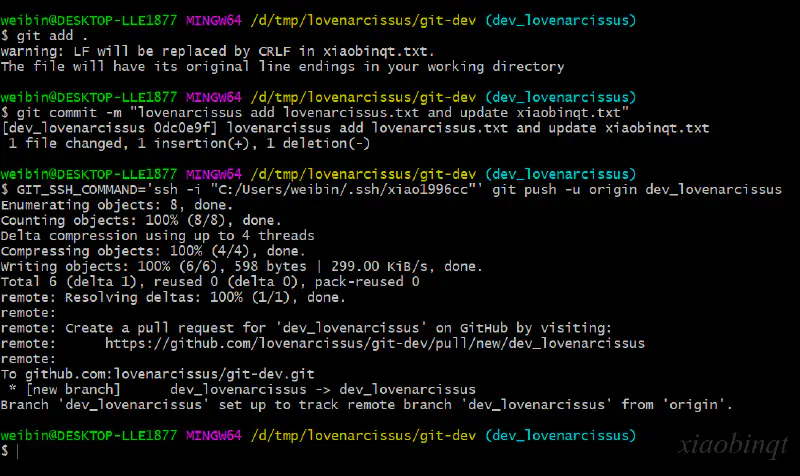 weibin@DESKTOP-LLE1877 MINGW64 /d/tmp/lovenarcissus/git-dev (dev_lovenarcissus)
$ git add .
warning: LF will be replaced by CRLF in xiaobinqt.txt.
The file will have its original line endings in your working directory
weibin@DESKTOP-LLE1877 MINGW64 /d/tmp/lovenarcissus/git-dev (dev_lovenarcissus)
$ git commit -m "lovenarcissus add lovenarcissus.txt and update xiaobinqt.txt"
[dev_lovenarcissus 0dc0e9f] lovenarcissus add lovenarcissus.txt and update xiaobinqt.txt
1 file changed, 1 insertion(+), 1 deletion(-)
weibin@DESKTOP-LLE1877 MINGW64 /d/tmp/lovenarcissus/git-dev (dev_lovenarcissus)
$ GIT_SSH_COMMAND='ssh -i "C:/Users/weibin/.ssh/xiao1996cc"' git push -u origin dev_lovenarcissus
Enumerating objects: 8, done.
Counting objects: 100% (8/8), done.
Delta compression using up to 4 threads
Compressing objects: 100% (4/4), done.
Writing objects: 100% (6/6), 598 bytes | 299.00 KiB/s, done.
Total 6 (delta 1), reused 0 (delta 0), pack-reused 0
remote: Resolving deltas: 100% (1/1), done.
remote:
remote: Create a pull request for 'dev_lovenarcissus' on GitHub by visiting:
remote:      https://github.com/lovenarcissus/git-dev/pull/new/dev_lovenarcissus
remote:
To github.com:lovenarcissus/git-dev.git
* [new branch]      dev_lovenarcissus -> dev_lovenarcissus
Branch 'dev_lovenarcissus' set up to track remote branch 'dev_lovenarcissus' from 'origin'.
weibin@DESKTOP-LLE1877 MINGW64 /d/tmp/lovenarcissus/git-dev (dev_lovenarcissus)
$
xiaobinqt